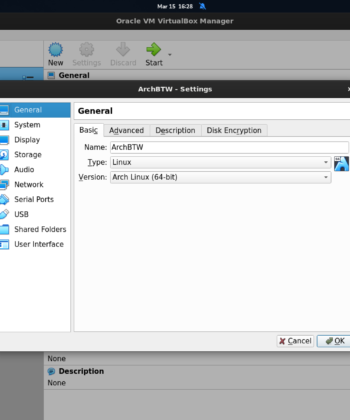 Mar 15 16:28
Oracle VM VirtualBox Manager
New Settings Discard Start
General
ArchBTW - Settings
General
System
Display
Storage
Audio
Network
Serial Ports
USB
Shared Folders
User Interface
General
Basic Advanced Description Disk Encryption
Name: ArchBTW
Type: Linux
Version: Arch Linux (64-bit)
Cancel OK
None
Description
None